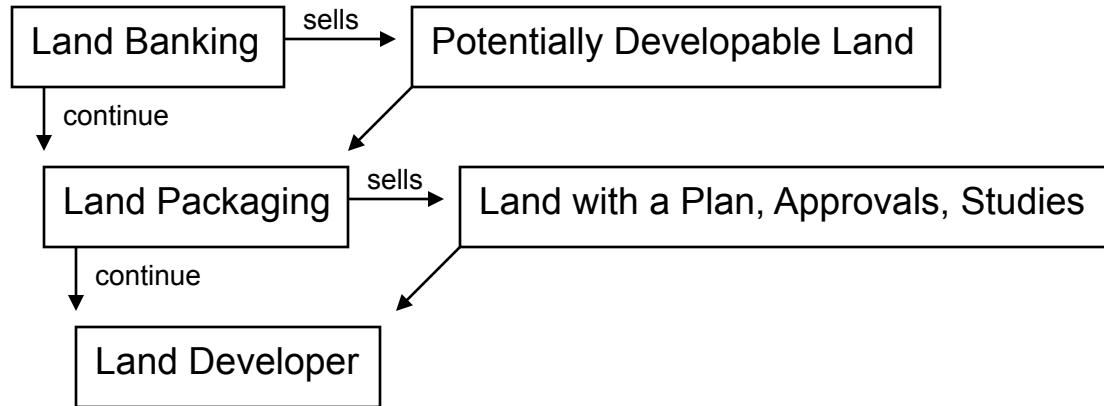 Land Banking
sells
Potentially Developable Land
continue
Land Packaging
sells
Land with a Plan, Approvals, Studies
continue
Land Developer